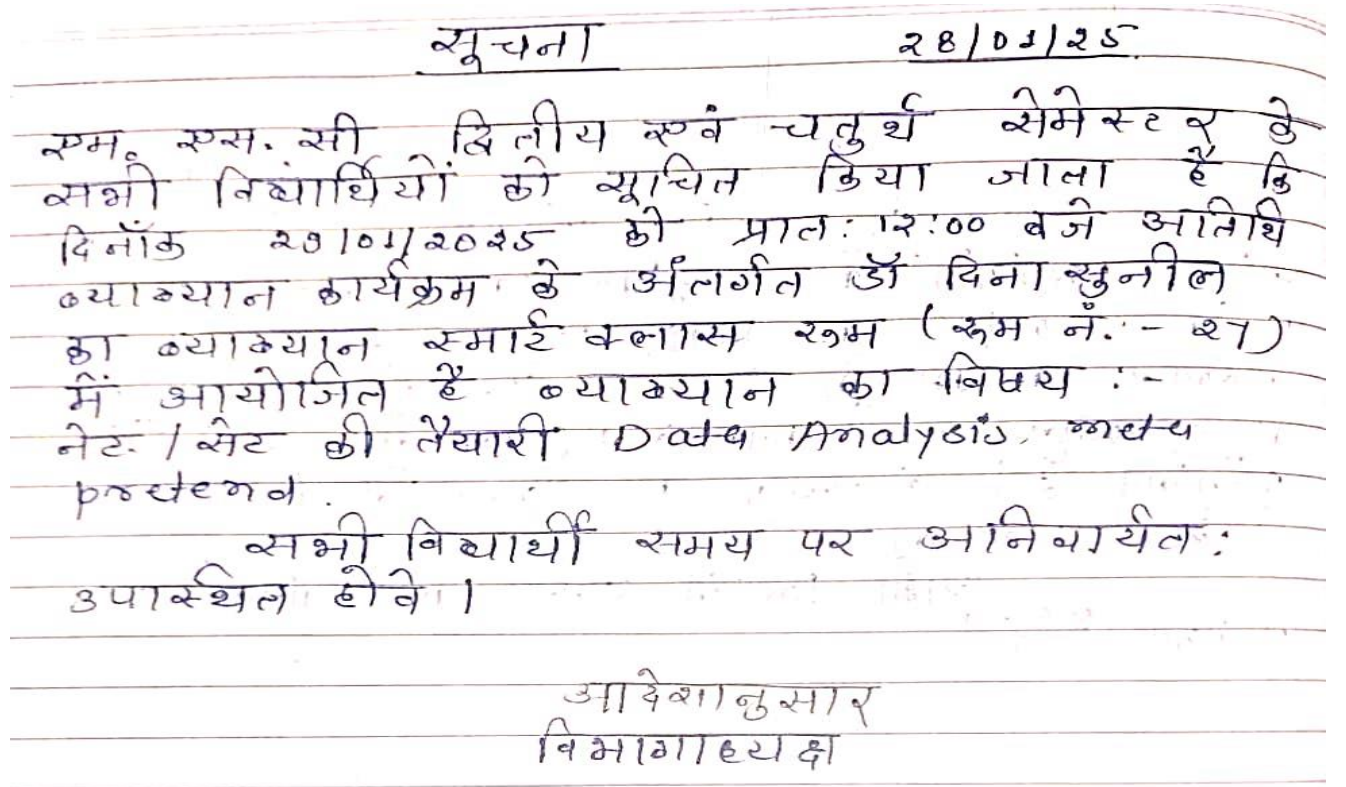 सूचना 28/01/25
एम. एस. सी द्वितीय एवं चतुर्थ सेमेस्टर के
सभी विद्यार्थियों को सूचित किया जाता है कि
दिनाँक 29/01/2025 को प्रात: 12:00 बजे अतिथि
व्याख्यान कार्यक्रम के अंतर्गत डॉ दिना सुनील
का व्याख्यान स्मार्ट क्लास रूम (रूम नं. - 27)
में आयोजित है व्याख्यान का विषय :-
नेट / सेट की तैयारी Data Analysis
सभी विद्यार्थी समय पर अनिवार्यत:
उपस्थित होवे ।
आदेशानुसार
विभागाध्यक्ष